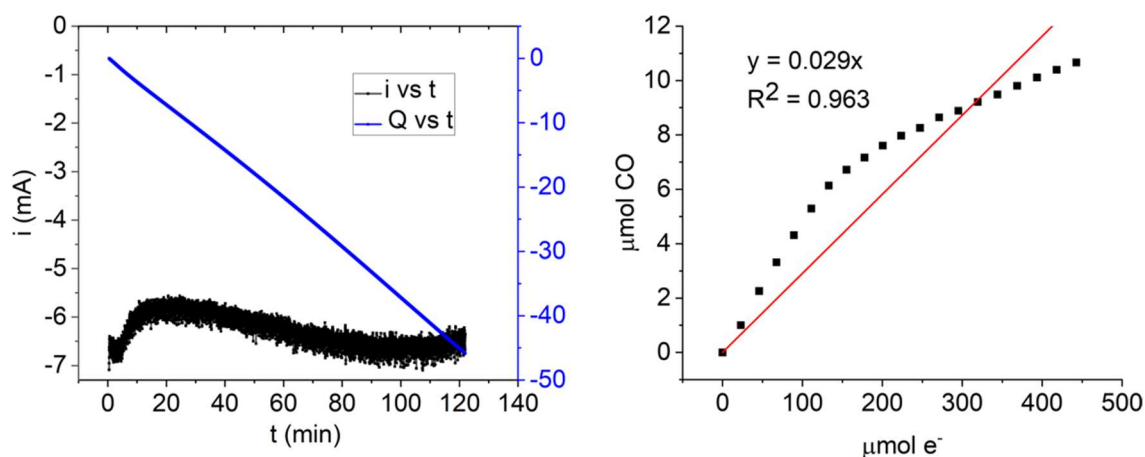 0
-1
-2
-3
-4
-5
-6
-7
i (mA)
0
-10
-20
-30
-40
-50
i vs t
Q vs t
0 20 40 60 80 100 120 140
t (min)
12
10
8
6
4
2
0
μmol CO
y = 0.029x
R² = 0.963
0 100 200 300 400 500
μmol e⁻